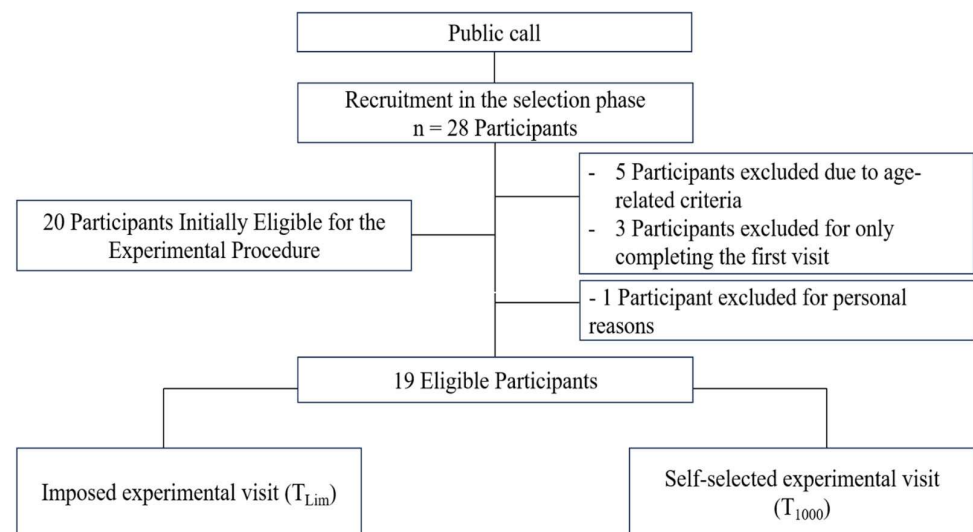 Public call
Recruitment in the selection phase
n = 28 Participants
- 5 Participants excluded due to age-
related criteria
- 3 Participants excluded for only
completing the first visit
20 Participants Initially Eligible for the
Experimental Procedure
- 1 Participant excluded for personal
reasons
19 Eligible Participants
Imposed experimental visit (TLim)
Self-selected experimental visit
(T1000)